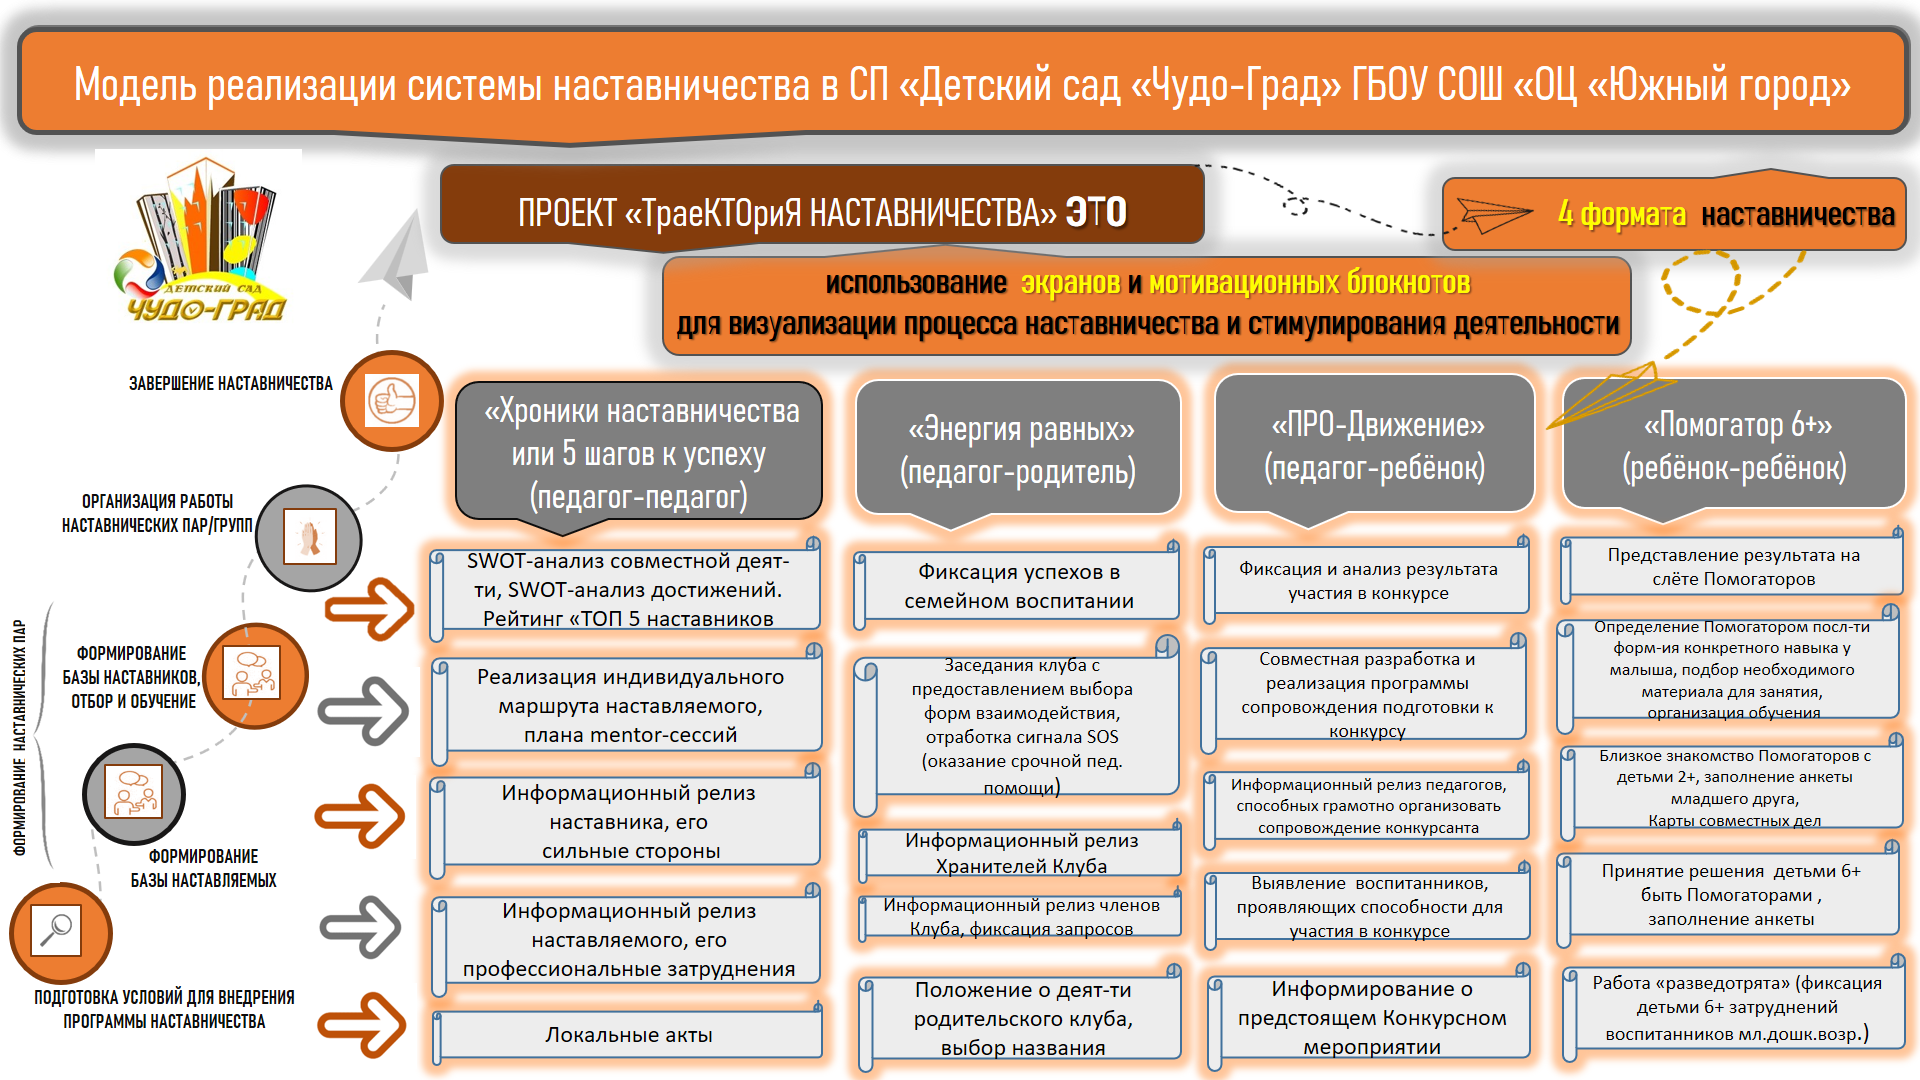 Модель реализации системы наставничества в СП «Детский сад «Чудо-Град» ГБОУ СОШ «ОЦ «Южный город»
ДЕТСКИЙ САД
ЧУДО-ГРАД
ПРОЕКТ «ТраеКТОриЯ НАСТАВНИЧЕСТВА» ЭТО
4 формата наставничества
использование экранов и мотивационных блокнотов
для визуализации процесса наставничества и стимулирования деятельности
ЗАВЕРШЕНИЕ НАСТАВНИЧЕСТВА
ОРГАНИЗАЦИЯ РАБОТЫ
НАСТАВНИЧЕСКИХ ПАР/ГРУПП
ФОРМИРОВАНИЕ НАСТАВНИЧЕСКИХ ПАР
ФОРМИРОВАНИЕ
БАЗЫ НАСТАВНИКОВ,
ОТБОР И ОБУЧЕНИЕ
ФОРМИРОВАНИЕ
БАЗЫ НАСТАВЛЯЕМЫХ
ПОДГОТОВКА УСЛОВИЙ ДЛЯ ВНЕДРЕНИЯ
ПРОГРАММЫ НАСТАВНИЧЕСТВА
«Хроники наставничества
или 5 шагов к успеху
(педагог-педагог)
SWOT-анализ совместной деят-
ти, SWOT-анализ достижений.
Рейтинг «ТОП 5 наставников
Реализация индивидуального
маршрута наставляемого,
плана mentor-сессий
Информационный релиз
наставника, его
сильные стороны
Информационный релиз
наставляемого, его
профессиональные затруднения
Локальные акты
«Энергия равных»
(педагог-родитель)
Фиксация успехов в
семейном воспитании
Заседания клуба с
предоставлением выбора
форм взаимодействия,
отработка сигнала SOS
(оказание срочной пед.
помощи)
Информационный релиз
Хранителей Клуба
Информационный релиз членов
Клуба, фиксация запросов
Положение о деят-ти
родительского клуба,
выбор названия
«ПРО-Движение»
(педагог-ребёнок)
Фиксация и анализ результата
участия в конкурсе
Совместная разработка и
реализация программы
сопровождения подготовки к
конкурсу
Информационный релиз педагогов,
способных грамотно организовать
сопровождение конкурсанта
Выявление воспитанников,
проявляющих способности для
участия в конкурсе
Информирование о
предстоящем Конкурсном
мероприятии
«Помогатор 6+»
(ребёнок-ребёнок)
Представление результата на
слёте Помогаторов
Определение Помогатором посл-ти
форм-ия конкретного навыка у
малыша, подбор необходимого
материала для занятия,
организация обучения
Близкое знакомство Помогаторов с
детьми 2+, заполнение анкеты
младшего друга,
Карты совместных дел
Принятие решения детьми 6+
быть Помогаторами ,
заполнение анкеты
Работа «разведотрята» (фиксация
детьми 6+ затруднений
воспитанников мл.дошк.возр.)